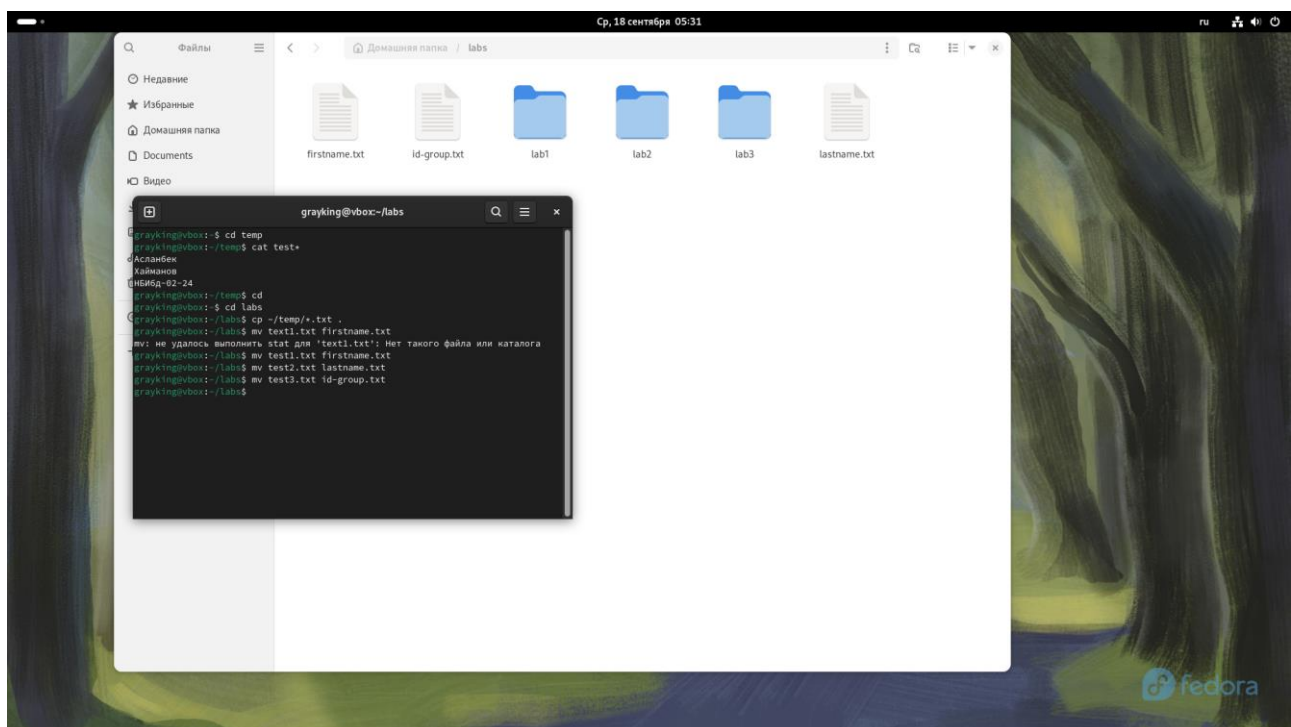 Ср, 18 сентября 05:31
ru
Файлы
Домашняя папка / labs
Недавние
Избранные
Домашняя папка
Documents
Видео
firstname.txt
id-group.txt
lab1
lab2
lab3
lastname.txt
grayking@vbox:~/labs
grayking@vbox:~$ cd temp
grayking@vbox:~/temp$ cat test*
Асланбек
Хайманов
НБИбд-02-24
grayking@vbox:~/temp$ cd
grayking@vbox:~$ cd labs
grayking@vbox:~/labs$ cp ~/temp/*.txt .
grayking@vbox:~/labs$ mv text1.txt firstname.txt
mv: не удалось выполнить stat для 'text1.txt': Нет такого файла или каталога
grayking@vbox:~/labs$ mv test1.txt firstname.txt
grayking@vbox:~/labs$ mv test2.txt lastname.txt
grayking@vbox:~/labs$ mv test3.txt id-group.txt
grayking@vbox:~/labs$
fedora